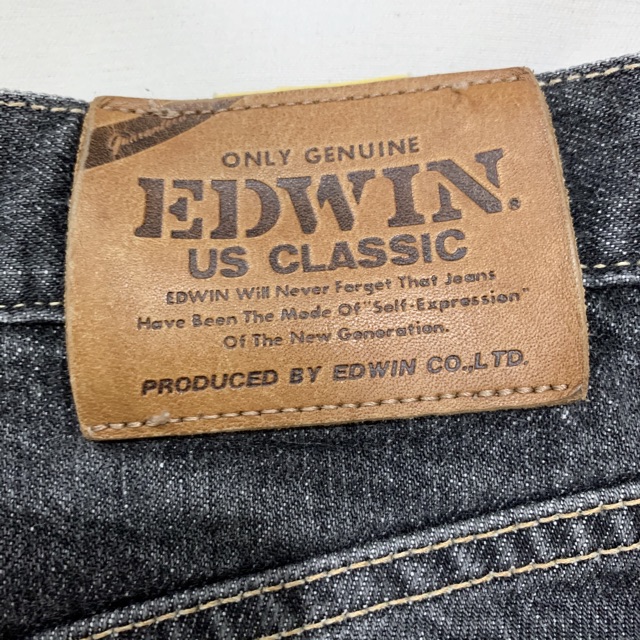 ONLY GENUINE
EDWIN.
US CLASSIC
EDWIN Will Never Forget That Jeans
Have Been The Mode Of "Self-Expression"
Of The New Generation.
PRODUCED BY EDWIN CO.,LTD.